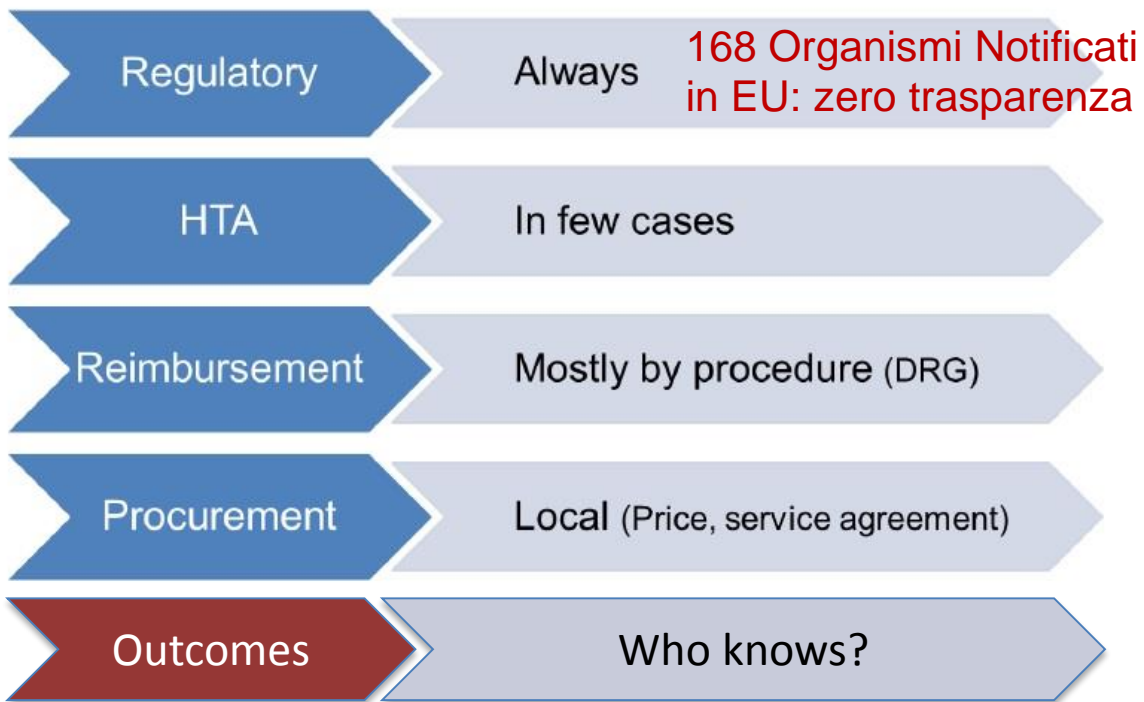 Regulatory
Always
168 Organismi Notificati
in EU: zero trasparenza
HTA
In few cases
Reimbursement
Mostly by procedure (DRG)
Procurement
Local (Price, service agreement)
Outcomes
Who knows?